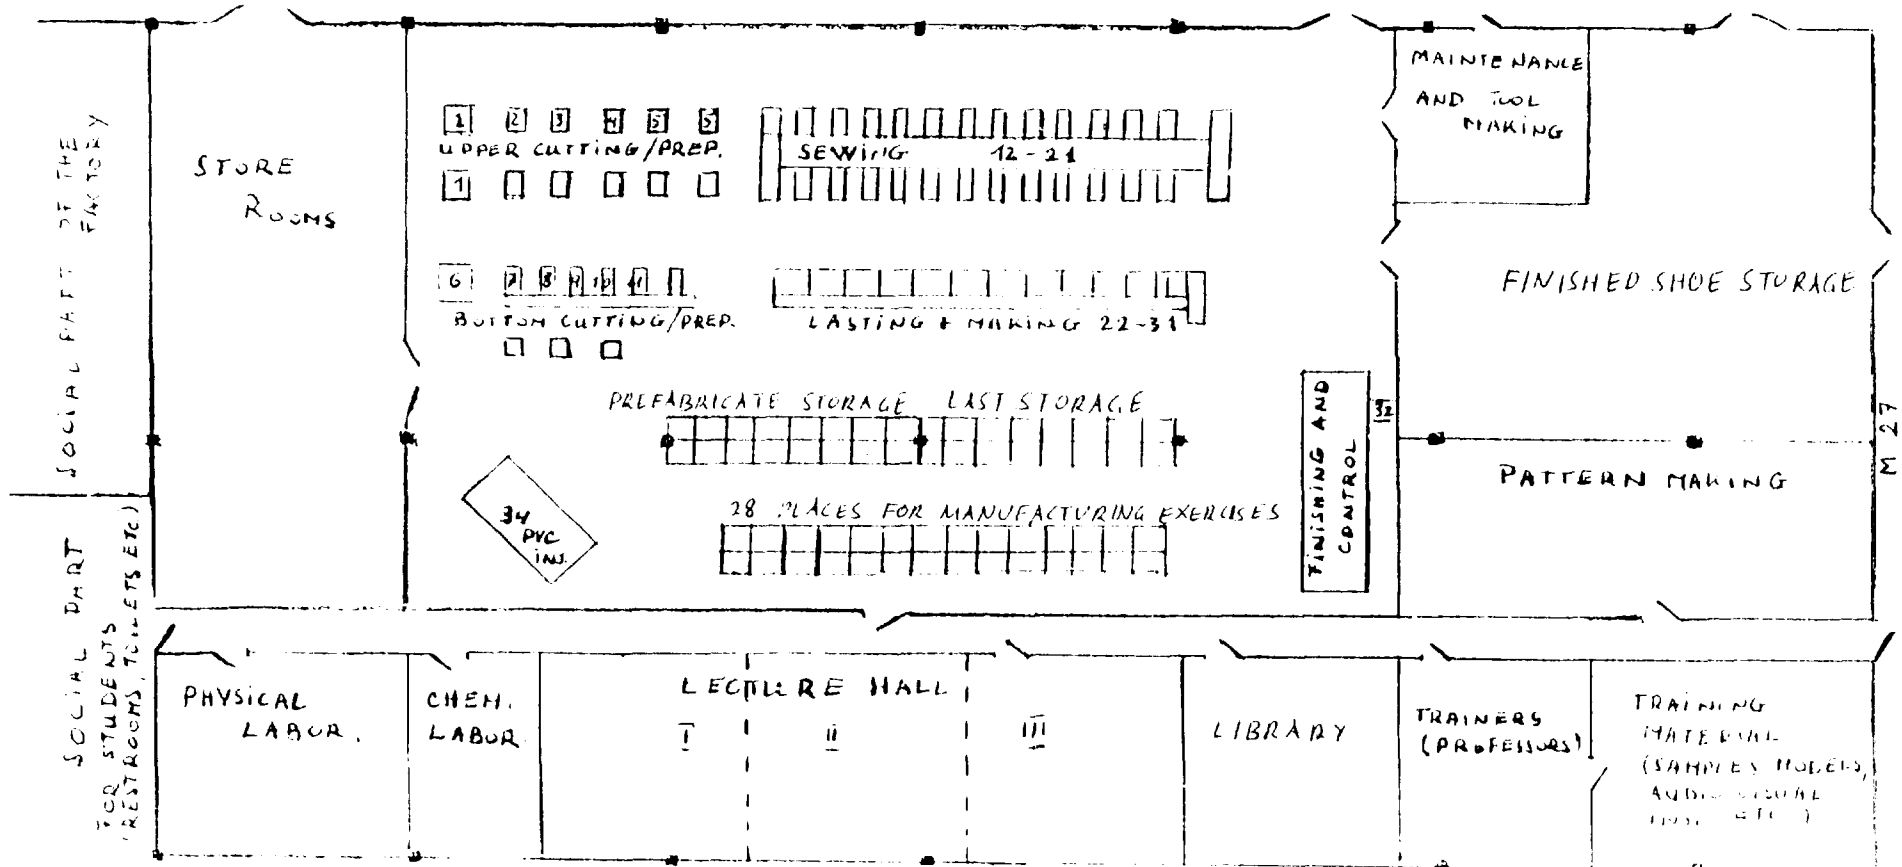 SOCIAL PART OF THE
FACTORY
STORE
ROOMS
1 2 3 4 5 5
UPPER CUTTING/PREP.
1
SEWING 12-21
MAINTENANCE
AND TOOL
MAKING
6 7 8 9 10 11
BOTTOM CUTTING/PREP.
LASTING + MAKING 22-31
FINISHED SHOE STORAGE
PREFABRICATE STORAGE LAST STORAGE
FINISHING AND
CONTROL
32
34
PVC
INJ.
28 PLACES FOR MANUFACTURING EXERCISES
PATTERN MAKING
M 27
SOCIAL PART
FOR STUDENTS
(RESTROOMS, TOILETS ETC)
PHYSICAL
LABOR.
CHEM.
LABOR
LECTURE HALL
I II III
LIBRARY
TRAINERS
(PROFESSORS)
TRAINING
MATERIAL
(SAMPLES MODELS,
AUDIO VISUAL
ETC)